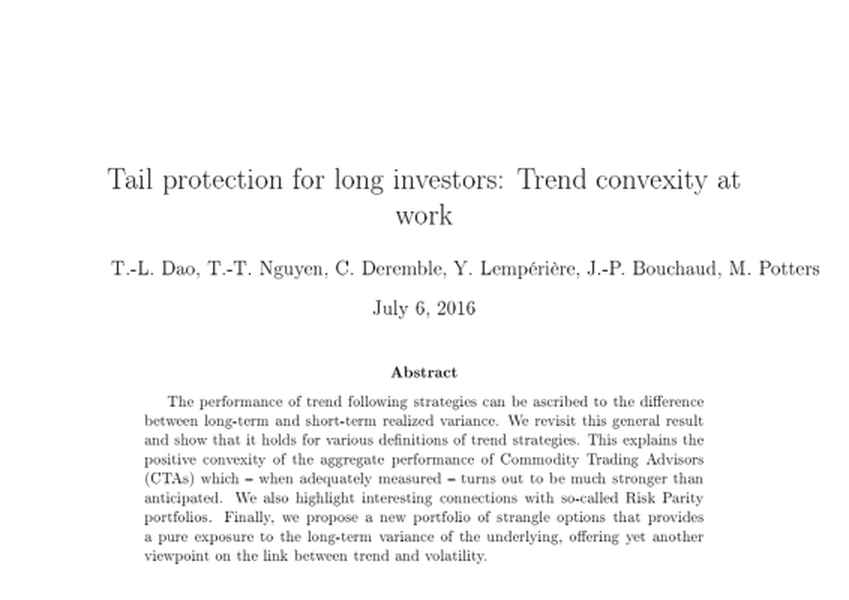 Tail protection for long investors: Trend convexity at
work
T.-L. Dao, T.-T. Nguyen, C. Deremble, Y. Lempérière, J.-P. Bouchaud, M. Potters
July 6, 2016
Abstract
The performance of trend following strategies can be ascribed to the difference
between long-term and short-term realized variance. We revisit this general result
and show that it holds for various definitions of trend strategies. This explains the
positive convexity of the aggregate performance of Commodity Trading Advisors
(CTAs) which – when adequately measured – turns out to be much stronger than
anticipated. We also highlight interesting connections with so-called Risk Parity
portfolios. Finally, we propose a new portfolio of strangle options that provides
a pure exposure to the long-term variance of the underlying, offering yet another
viewpoint on the link between trend and volatility.